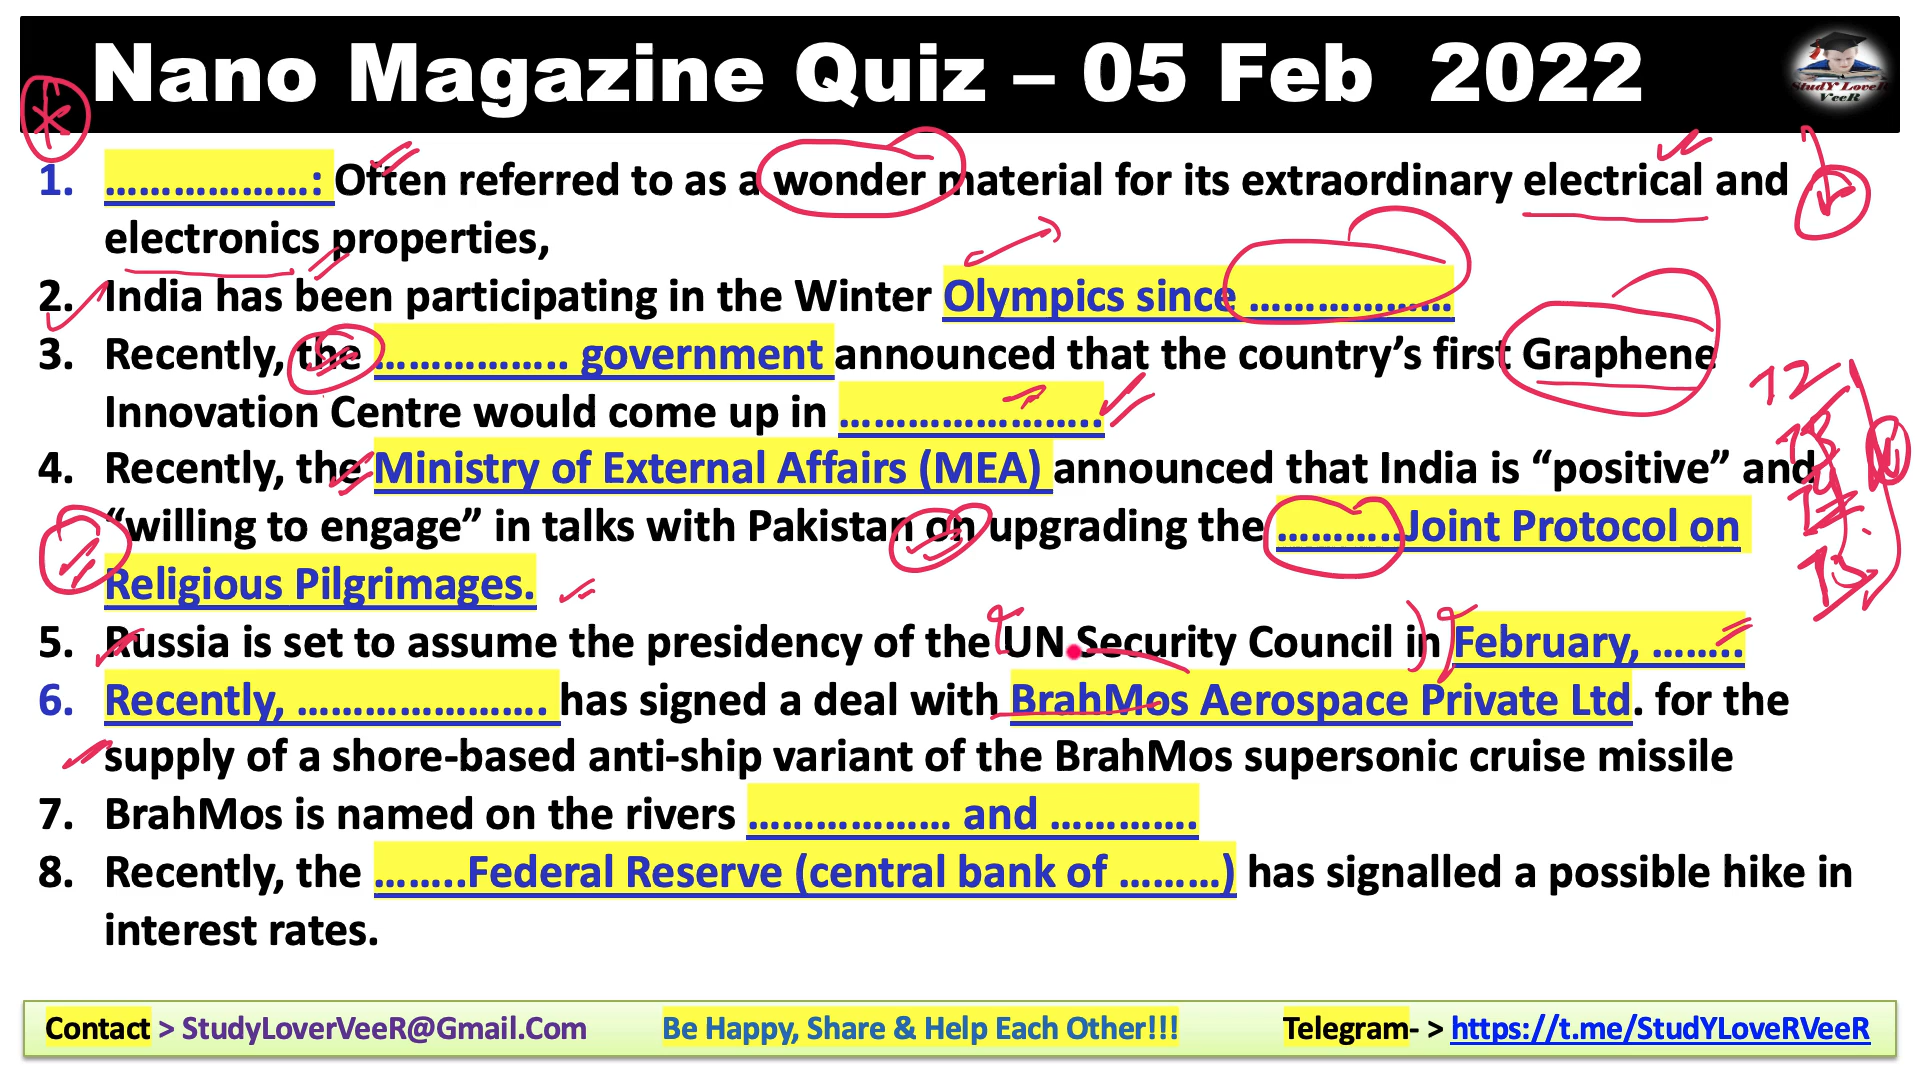 Nano Magazine Quiz – 05 Feb 2022
StudY LoveR
VeeR
1. ………………: Often referred to as a wonder material for its extraordinary electrical and
electronics properties,
2. India has been participating in the Winter Olympics since ………………
3. Recently, the …………….. government announced that the country’s first Graphene
Innovation Centre would come up in …………………..
4. Recently, the Ministry of External Affairs (MEA) announced that India is “positive” and
“willing to engage” in talks with Pakistan on upgrading the ………..Joint Protocol on
Religious Pilgrimages.
5. Russia is set to assume the presidency of the UN Security Council in February, ……..
6. Recently, …………………. has signed a deal with BrahMos Aerospace Private Ltd. for the
supply of a shore-based anti-ship variant of the BrahMos supersonic cruise missile
7. BrahMos is named on the rivers ……………… and ………….
8. Recently, the ……..Federal Reserve (central bank of ………) has signalled a possible hike in
interest rates.
72
73
74
75
Contact > StudyLoverVeeR@Gmail.Com Be Happy, Share & Help Each Other!!! Telegram- > https://t.me/StudYLoveRVeeR